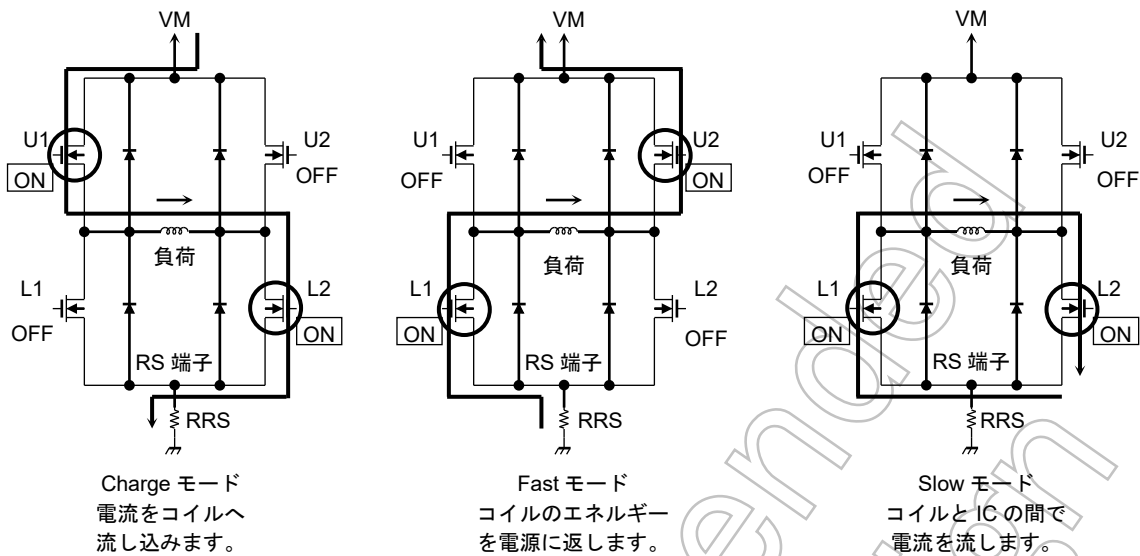 VM
U1
ON
U2
OFF
負荷
L1
OFF
L2
ON
RS 端子
RRS
Charge モード
電流をコイルへ
流し込みます。
VM
U1
OFF
U2
ON
負荷
L1
ON
L2
OFF
RS 端子
RRS
Fast モード
コイルのエネルギー
を電源に返します。
VM
U1
OFF
U2
OFF
負荷
L1
ON
L2
ON
RS 端子
RRS
Slow モード
コイルと IC の間で
電流を流します。
ended
ign